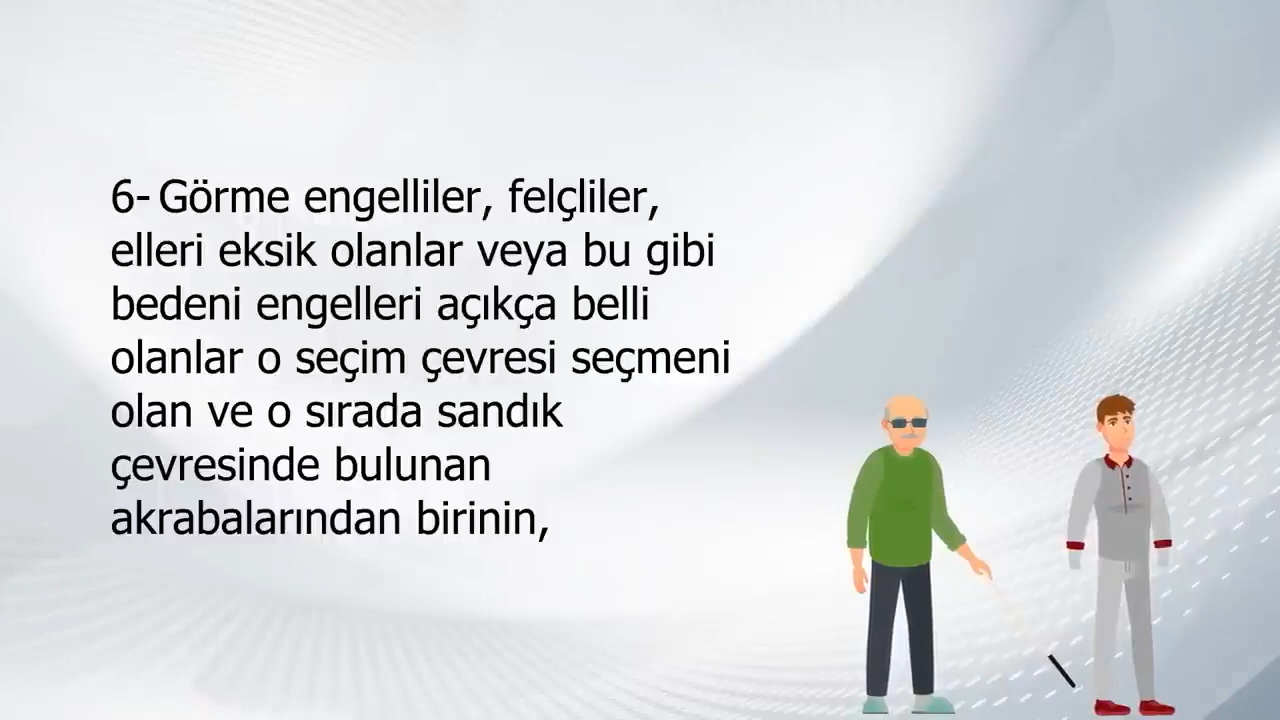 6- Görme engelliler, felçliler,
elleri eksik olanlar veya bu gibi
bedeni engelleri açıkça belli
olanlar o seçim çevresi seçmeni
olan ve o sırada sandık
çevresinde bulunan
akrabalarından birinin,